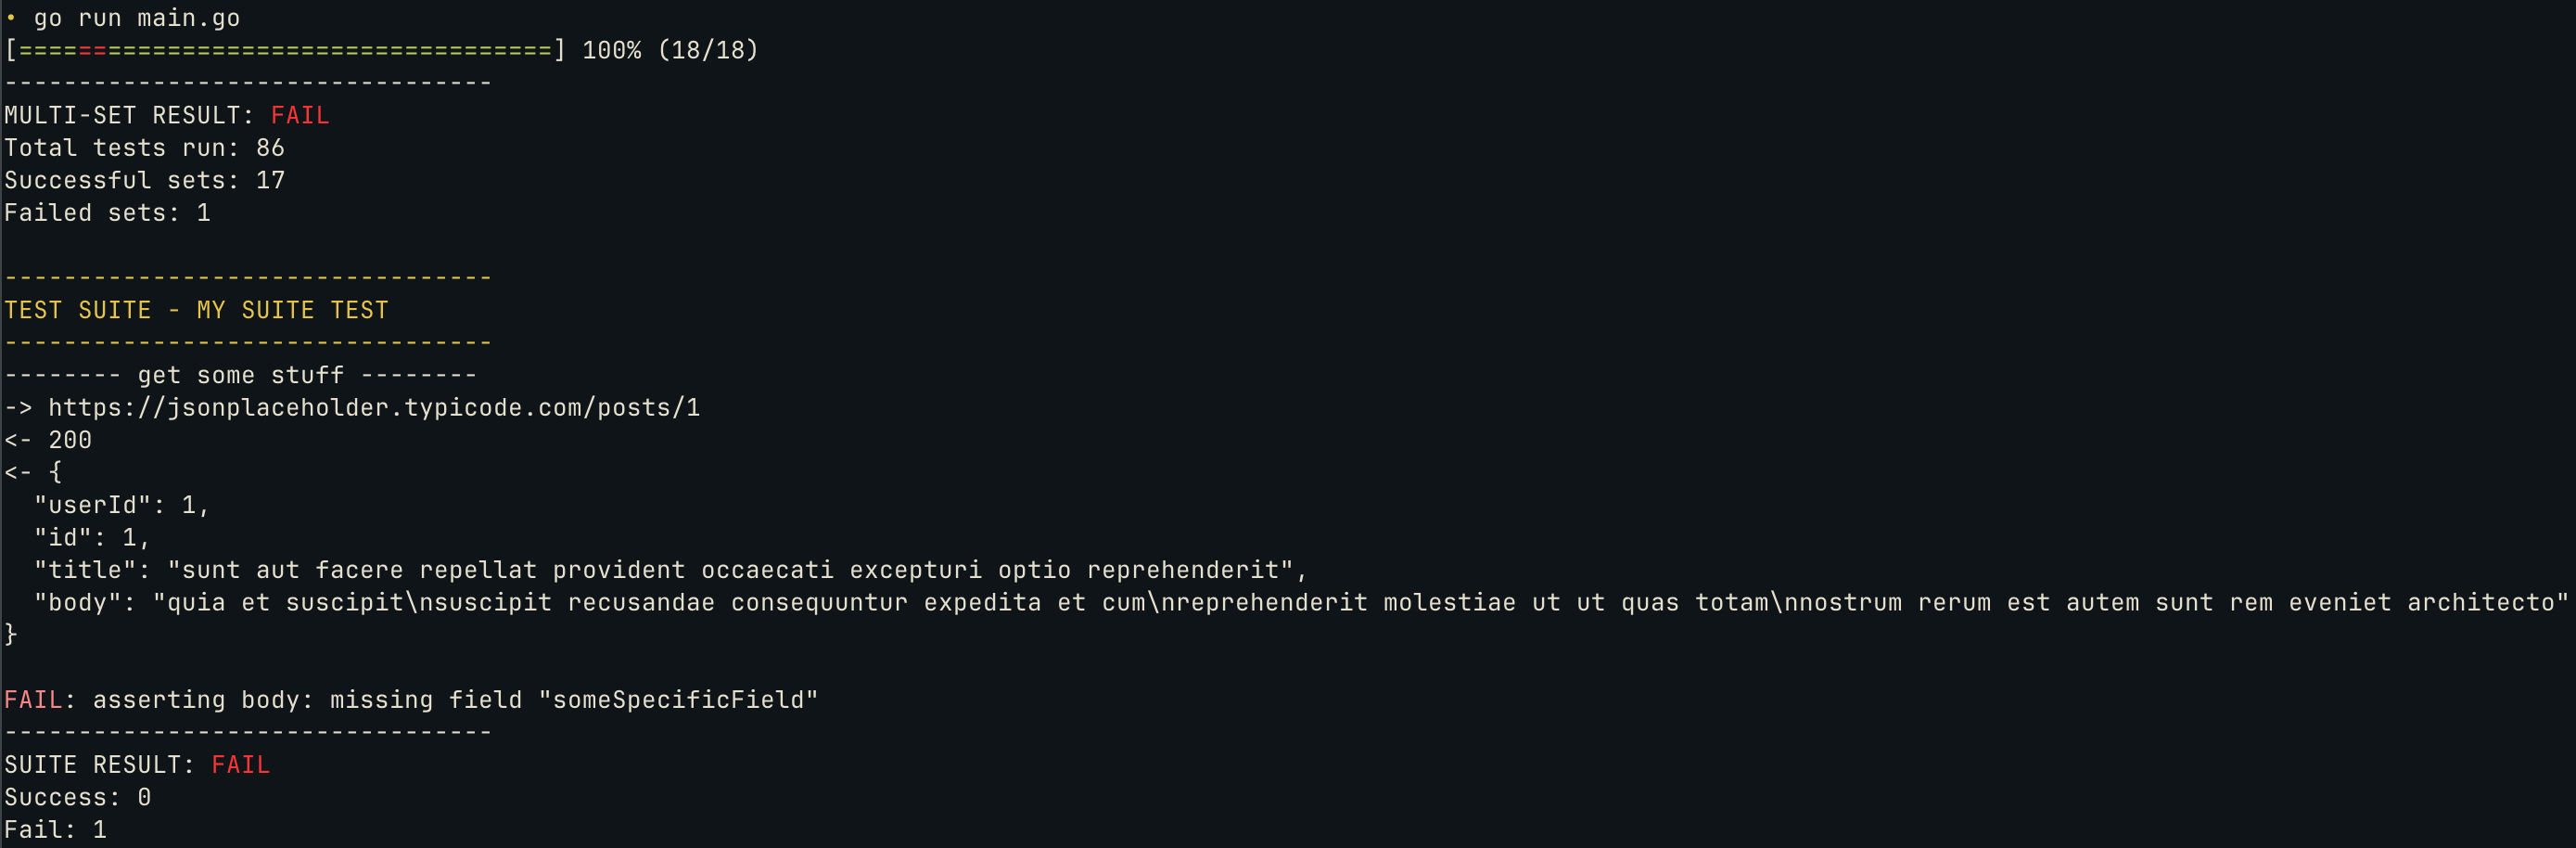 • go run main.go
[====================================] 100% (18/18)
---------------------------------
MULTI-SET RESULT: FAIL
Total tests run: 86
Successful sets: 17
Failed sets: 1
---------------------------------
TEST SUITE - MY SUITE TEST
---------------------------------
-------- get some stuff --------
-> https://jsonplaceholder.typicode.com/posts/1
<- 200
<- {
  "userId": 1,
  "id": 1,
  "title": "sunt aut facere repellat provident occaecati excepturi optio reprehenderit",
  "body": "quia et suscipit\nsuscipit recusandae consequuntur expedita et cum\nreprehenderit molestiae ut ut quas totam\nnostrum rerum est autem sunt rem eveniet architecto"
}
FAIL: asserting body: missing field "someSpecificField"
---------------------------------
SUITE RESULT: FAIL
Success: 0
Fail: 1